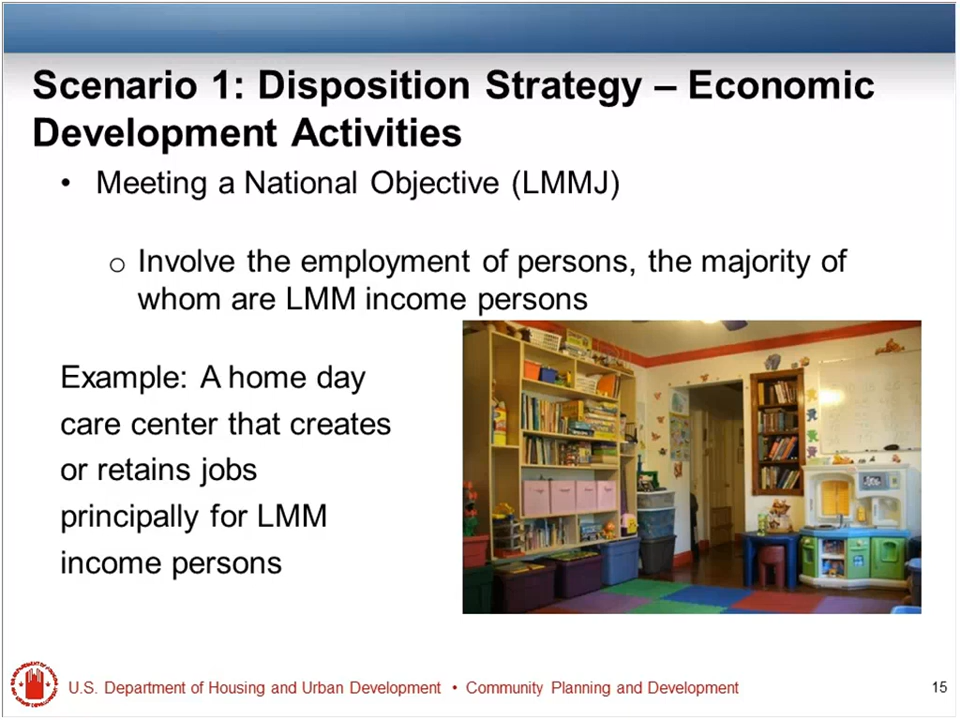 Scenario 1: Disposition Strategy – Economic
Development Activities
• Meeting a National Objective (LMMJ)
o Involve the employment of persons, the majority of
whom are LMM income persons
Example: A home day
care center that creates
or retains jobs
principally for LMM
income persons
U.S. Department of Housing and Urban Development • Community Planning and Development
15